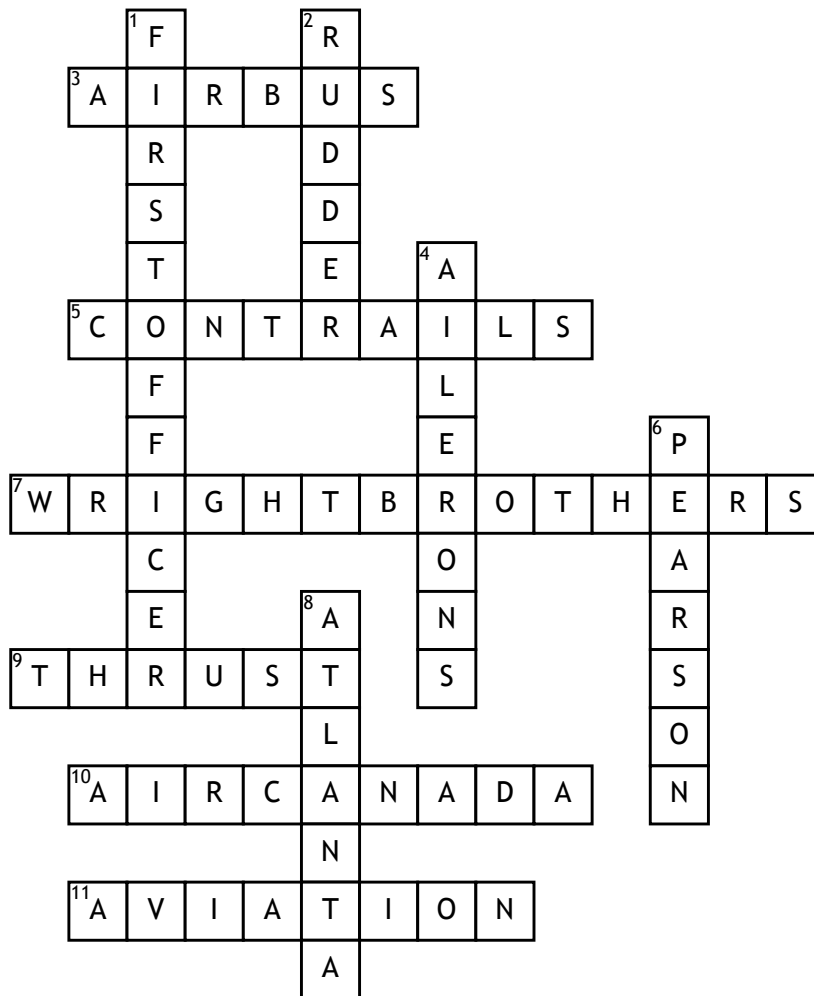 1 F 2 R
3 A I R B U S
R D
S D
T E 4 A
5 C O N T R A I L S
F L
F E 6 P
7 W R I G H T B R O T H E R S
C O A
E 8 A N R
9 T H R U S T S S
L O
10 A I R C A N A D A N
N
11 A V I A T I O N
A